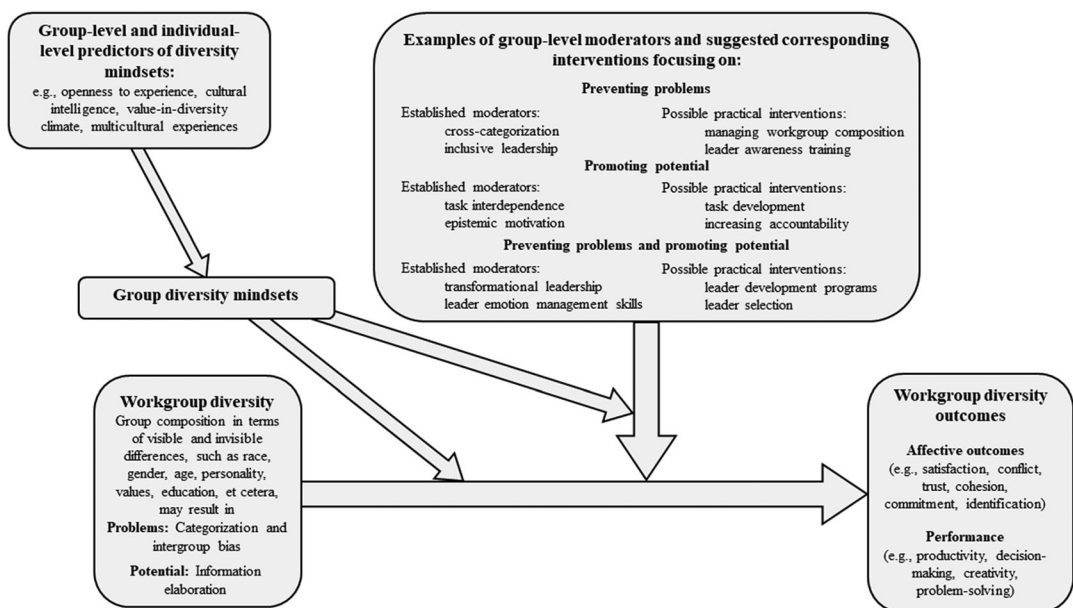 Group-level and individual-
level predictors of diversity
mindsets:
e.g., openness to experience, cultural
intelligence, value-in-diversity
climate, multicultural experiences
Examples of group-level moderators and suggested corresponding
interventions focusing on:
Preventing problems
Established moderators:
cross-categorization
inclusive leadership
Possible practical interventions:
managing workgroup composition
leader awareness training
Promoting potential
Established moderators:
task interdependence
epistemic motivation
Possible practical interventions:
task development
increasing accountability
Preventing problems and promoting potential
Established moderators:
transformational leadership
leader emotion management skills
Possible practical interventions:
leader development programs
leader selection
Group diversity mindsets
Workgroup diversity
Group composition in terms
of visible and invisible
differences, such as race,
gender, age, personality,
values, education, et cetera,
may result in
Problems: Categorization and
intergroup bias
Potential: Information
elaboration
Workgroup diversity
outcomes
Affective outcomes
(e.g., satisfaction, conflict,
trust, cohesion,
commitment, identification)
Performance
(e.g., productivity, decision-
making, creativity,
problem-solving)